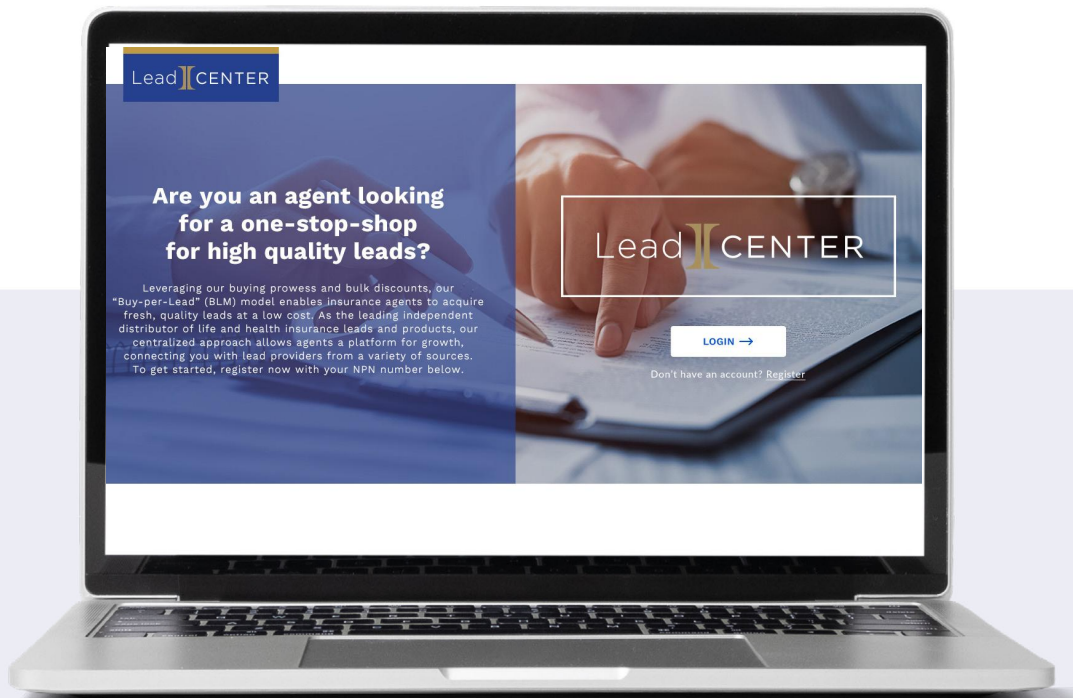 Lead CENTER
Are you an agent looking
for a one-stop-shop
for high quality leads?
Leveraging our buying prowess and bulk discounts, our
“Buy-per-Lead” (BLM) model enables insurance agents to acquire
fresh, quality leads at a low cost. As the leading independent
distributor of life and health insurance leads and products, our
centralized approach allows agents a platform for growth,
connecting you with lead providers from a variety of sources.
To get started, register now with your NPN number below.
Lead CENTER
LOGIN →
Don't have an account? Register